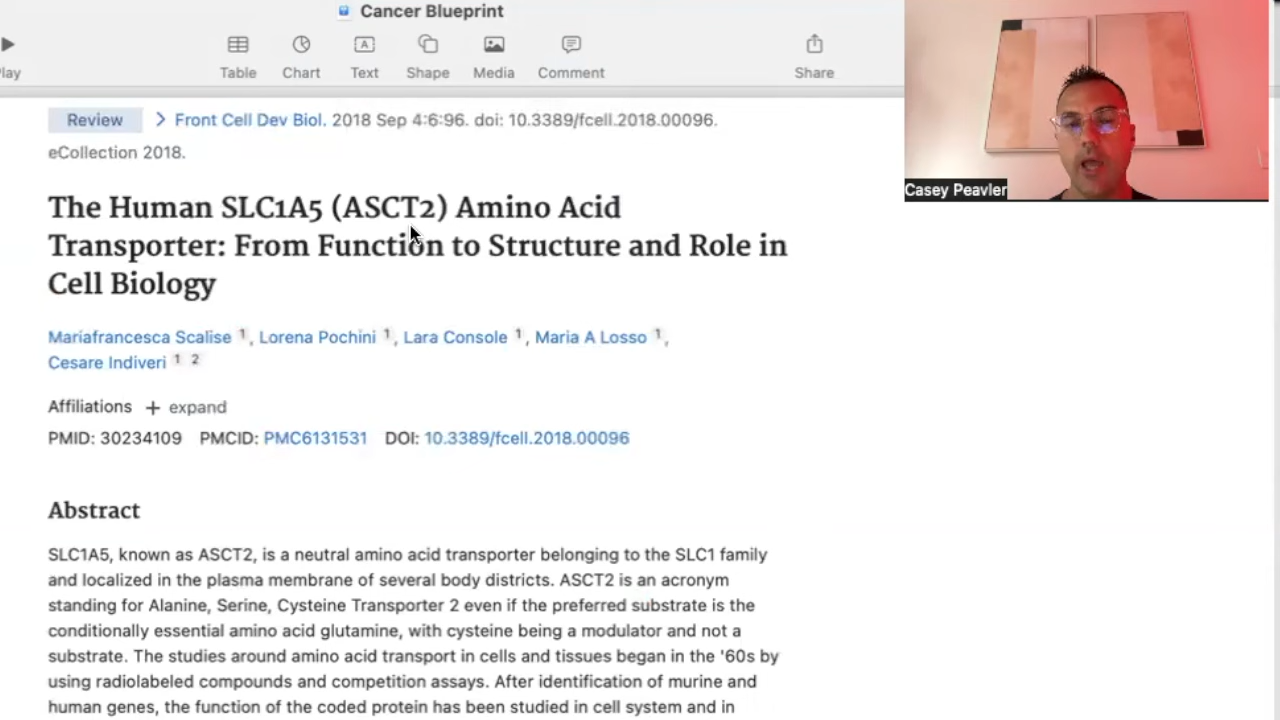 Cancer Blueprint
Table Chart Text Shape Media Comment Share
Casey Peavler
Review > Front Cell Dev Biol. 2018 Sep 4:6:96. doi: 10.3389/fcell.2018.00096.
eCollection 2018.
The Human SLC1A5 (ASCT2) Amino Acid
Transporter: From Function to Structure and Role in
Cell Biology
Mariafrancesca Scalise 1, Lorena Pochini 1, Lara Console 1, Maria A Losso 1,
Cesare Indiveri 1 2
Affiliations + expand
PMID: 30234109 PMCID: PMC6131531 DOI: 10.3389/fcell.2018.00096
Abstract
SLC1A5, known as ASCT2, is a neutral amino acid transporter belonging to the SLC1 family
and localized in the plasma membrane of several body districts. ASCT2 is an acronym
standing for Alanine, Serine, Cysteine Transporter 2 even if the preferred substrate is the
conditionally essential amino acid glutamine, with cysteine being a modulator and not a
substrate. The studies around amino acid transport in cells and tissues began in the '60s by
using radiolabeled compounds and competition assays. After identification of murine and
human genes, the function of the coded protein has been studied in cell system and in